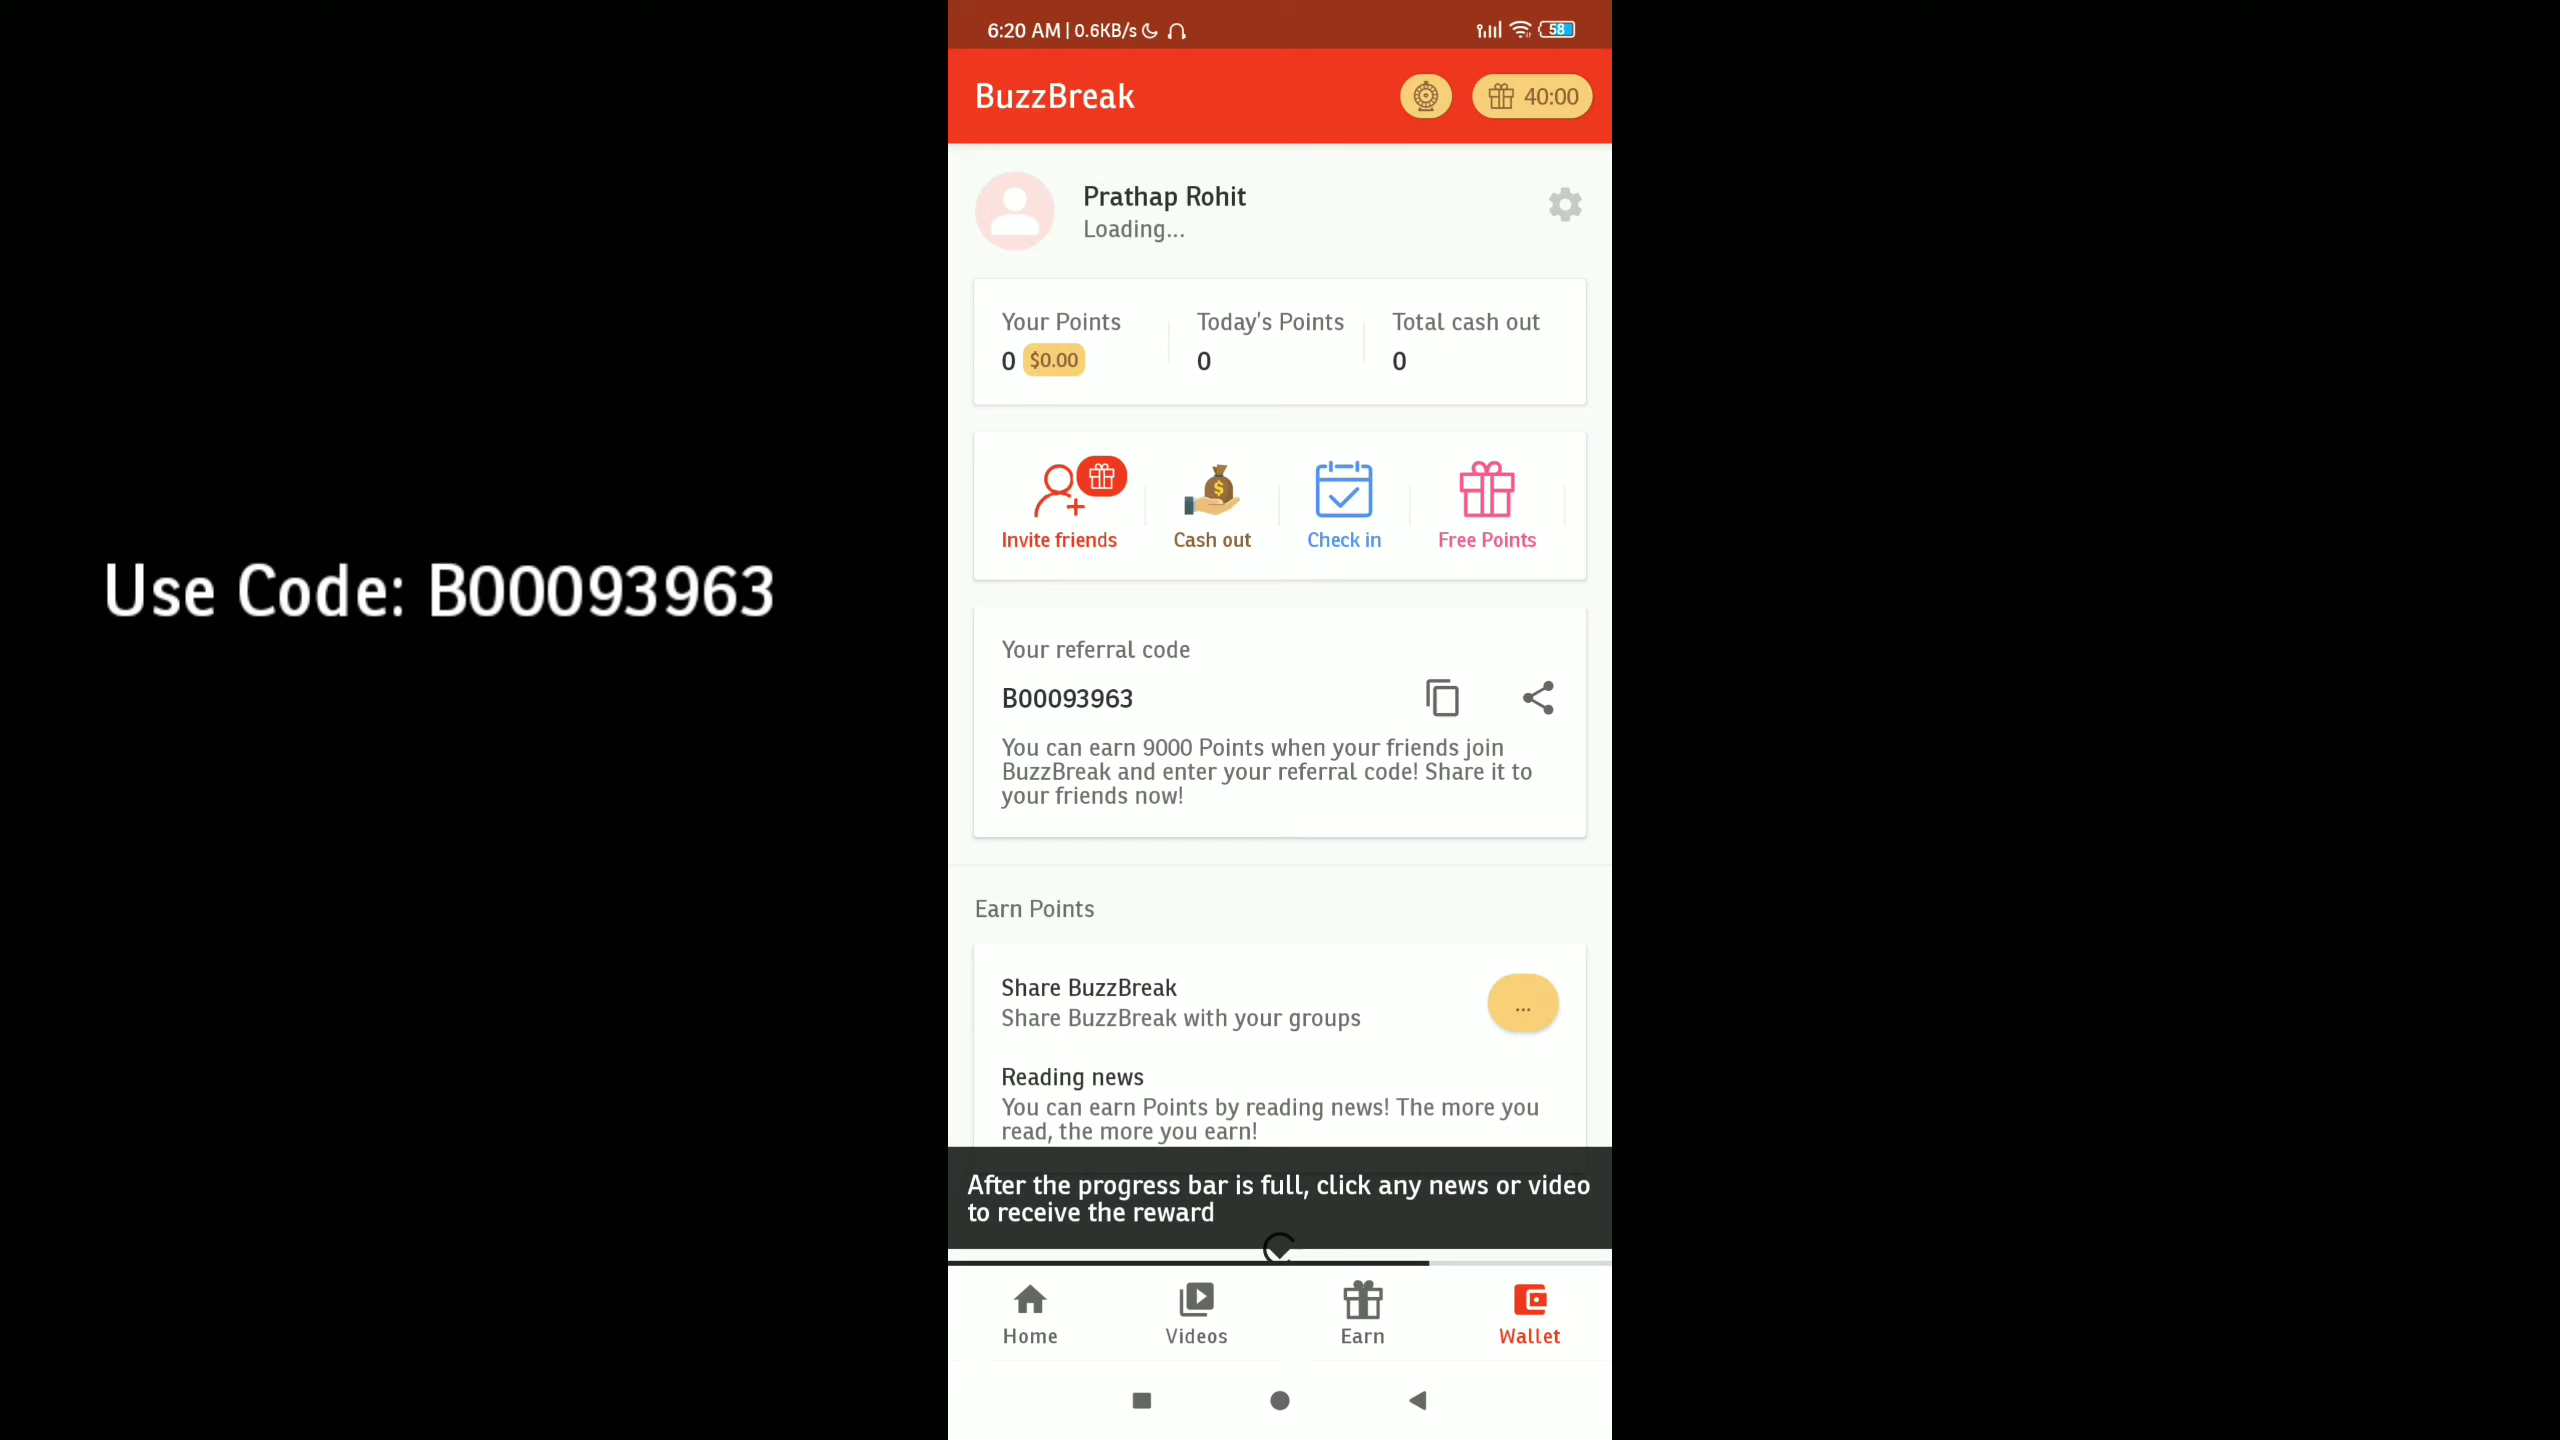 6:20 AM | 0.6KB/s
58
BuzzBreak
40:00
Prathap Rohit
Loading...
Your Points
Today's Points
Total cash out
0 $0.00
0
0
Invite friends
Cash out
Check in
Free Points
Use Code: B00093963
Your referral code
B00093963
You can earn 9000 Points when your friends join
BuzzBreak and enter your referral code! Share it to
your friends now!
Earn Points
Share BuzzBreak
Share BuzzBreak with your groups
...
Reading news
You can earn Points by reading news! The more you
read, the more you earn!
After the progress bar is full, click any news or video
to receive the reward
Home
Videos
Earn
Wallet